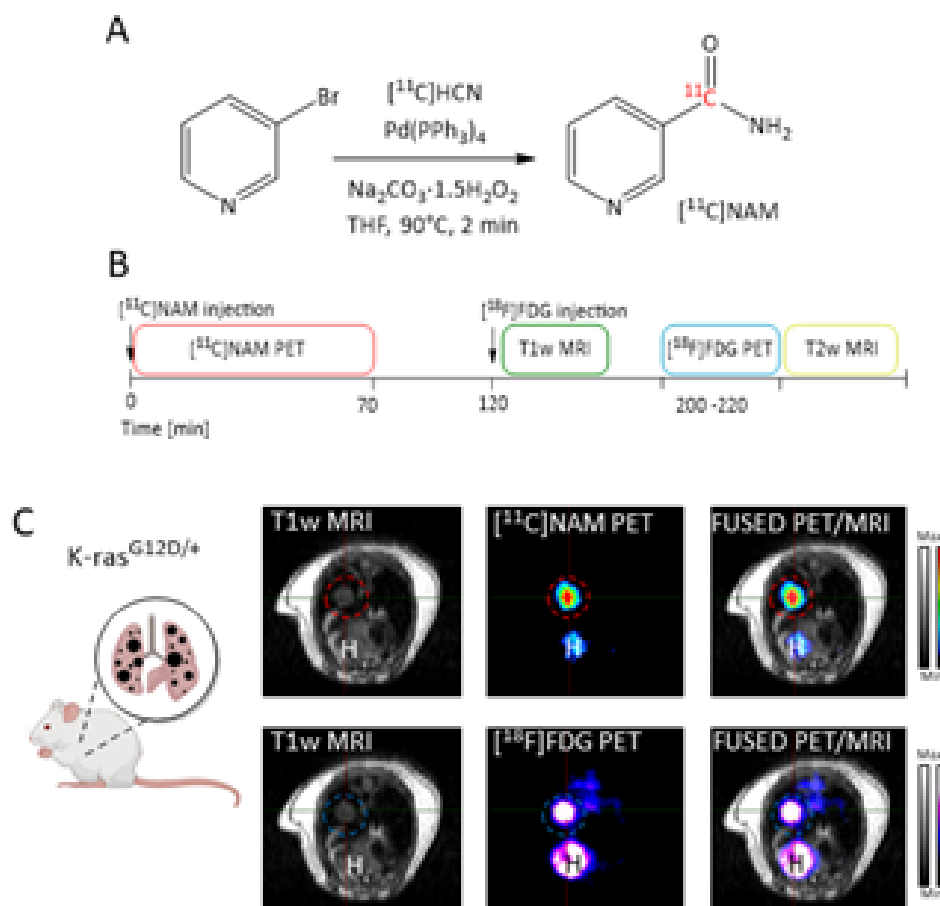 A
Br
[¹¹C]HCN
Pd(PPh₃)₄
Na₂CO₃·1.5H₂O₂
THF, 90°C, 2 min
N
O
¹¹C
NH₂
N
[¹¹C]NAM
B
[¹¹C]NAM injection
[¹⁸F]FDG injection
[¹¹C]NAM PET
T1w MRI
[¹⁸F]FDG PET
T2w MRI
0
70
120
200 -220
Time [min]
C
K-ras^G12D/+
T1w MRI
[¹¹C]NAM PET
FUSED PET/MRI
H
H
H
T1w MRI
[¹⁸F]FDG PET
FUSED PET/MRI
H
H
H